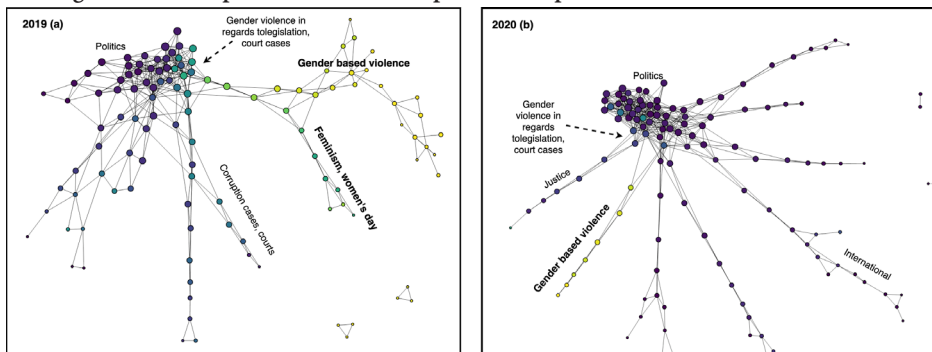 2019 (a)
Politics
Gender violence in
regards tolegislation,
court cases
Gender based violence
Feminism, women's day
Corruption cases, courts
2020 (b)
Politics
Gender
violence in
regards
tolegislation,
court cases
Justice
Gender based violence
International